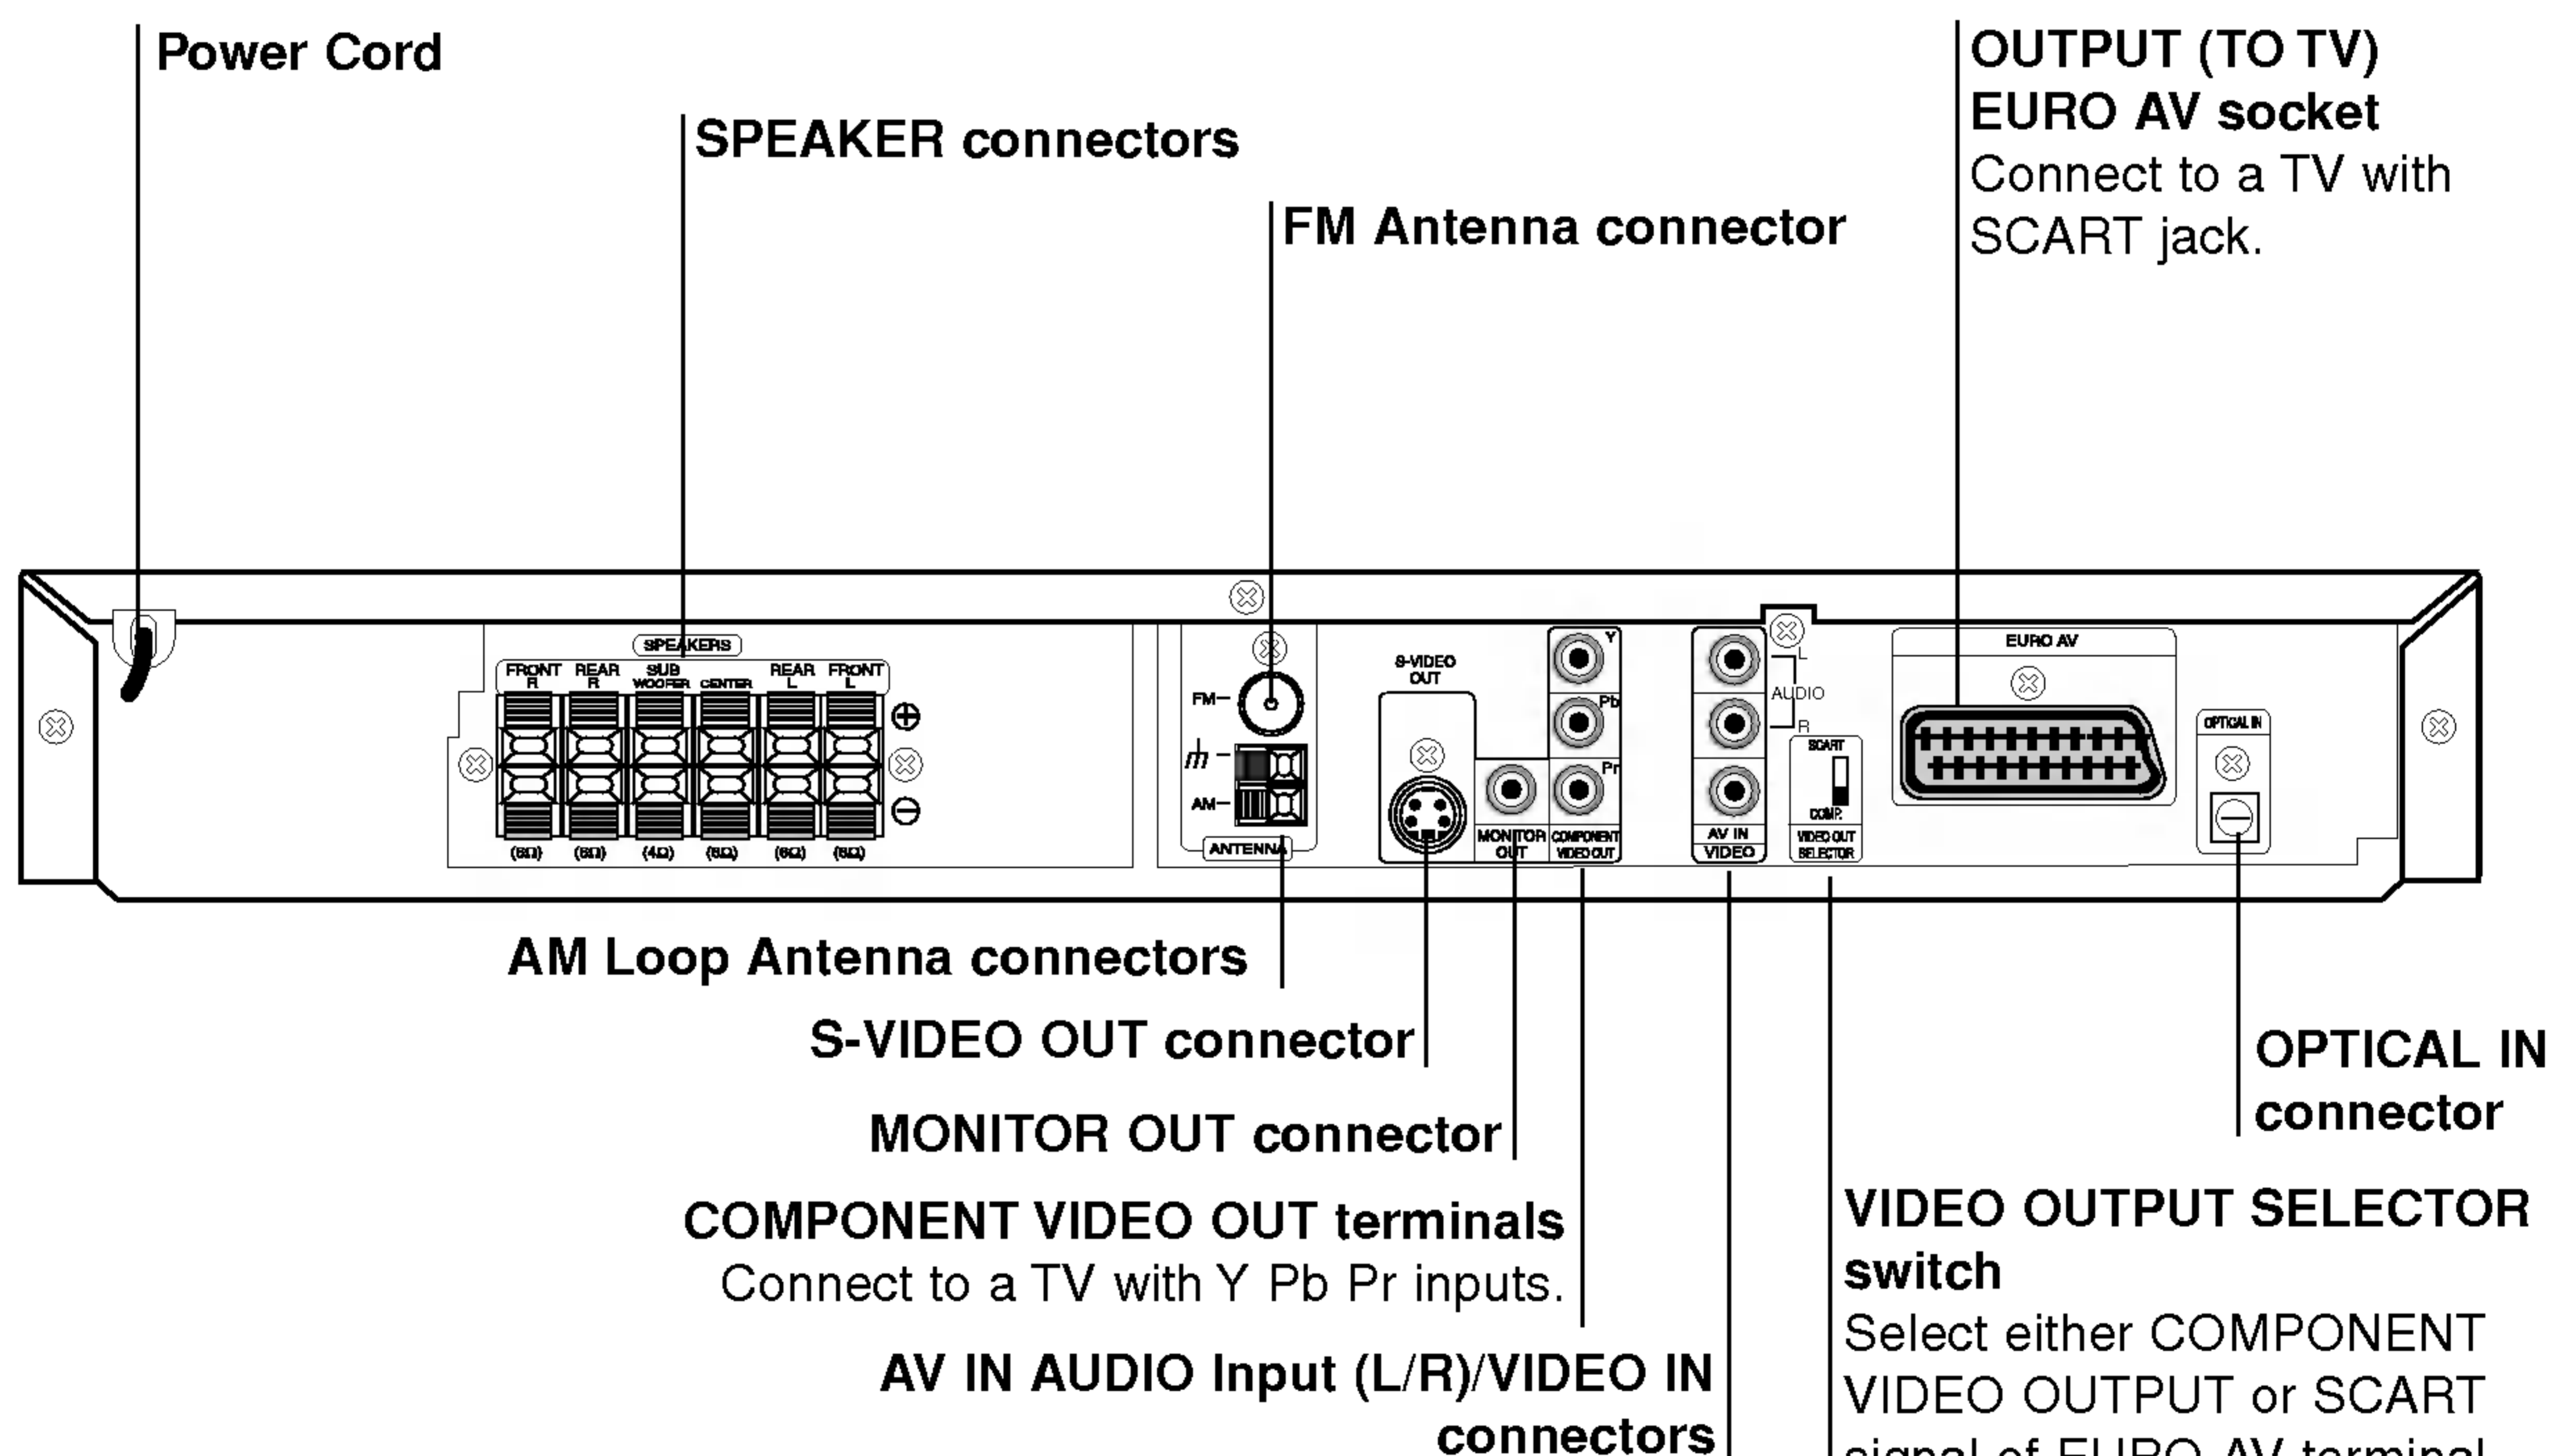 Power Cord
SPEAKER connectors
FM Antenna connector
OUTPUT (TO TV)
EURO AV socket
Connect to a TV with
SCART jack.
SPEAKERS
FRONT R
REAR R
SUB WOOFER
CENTER
REAR L
FRONT L
(6Ω) (6Ω) (4Ω) (6Ω) (6Ω) (6Ω)
FM
AM
ANTENNA
S-VIDEO
OUT
MONITOR
OUT
Y
Pb
Pr
COMPONENT
VIDEO OUT
L
AUDIO
R
AV IN
VIDEO
SCART
COMP.
VIDEO OUT
SELECTOR
EURO AV
OPTICAL IN
AM Loop Antenna connectors
S-VIDEO OUT connector
MONITOR OUT connector
COMPONENT VIDEO OUT terminals
Connect to a TV with Y Pb Pr inputs.
AV IN AUDIO Input (L/R)/VIDEO IN
connectors
OPTICAL IN
connector
VIDEO OUTPUT SELECTOR
switch
Select either COMPONENT
VIDEO OUTPUT or SCART
signal of EURO AV terminal